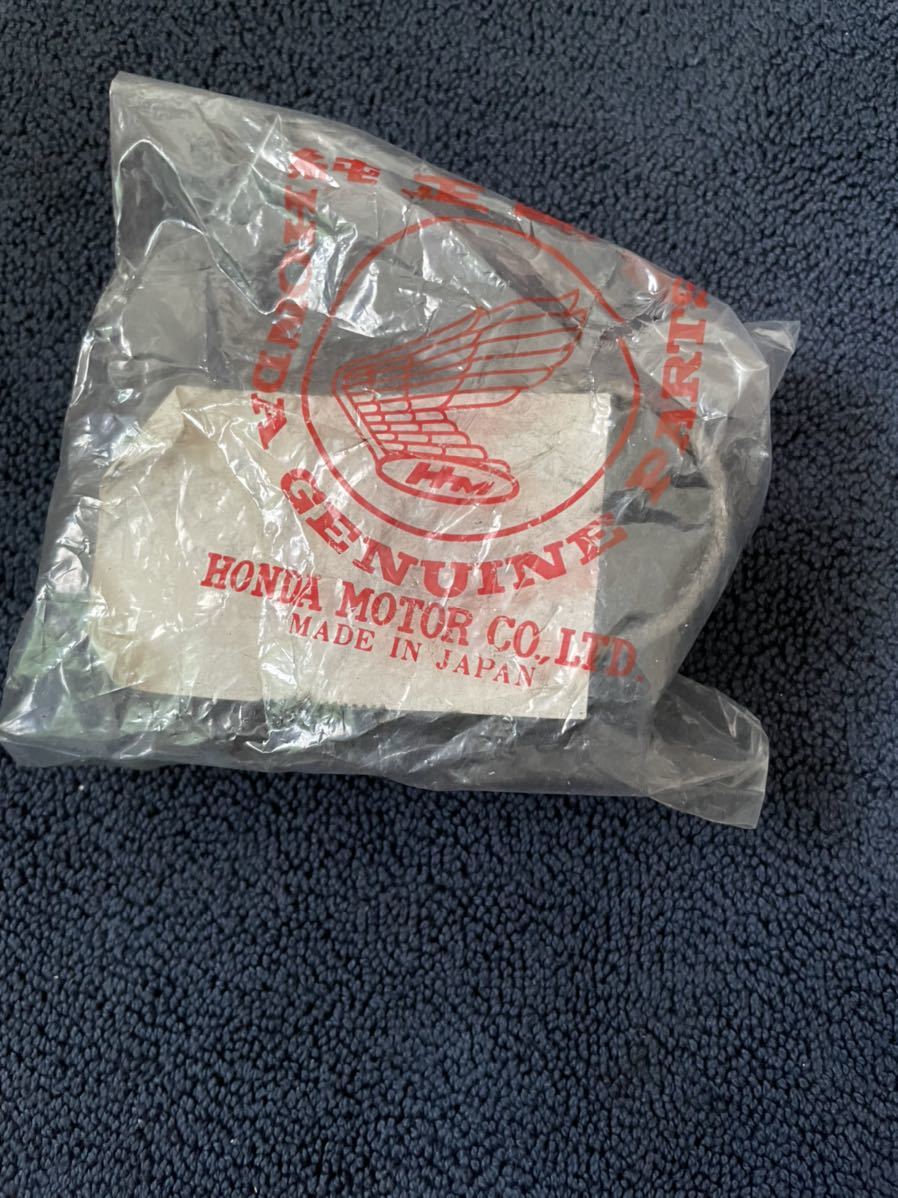 HONDA
GENUINE
PARTS
HM
HONDA MOTOR CO., LTD.
MADE IN JAPAN